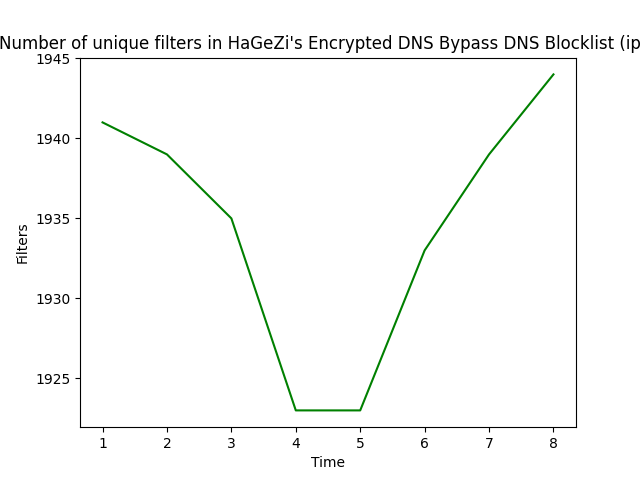 Number of unique filters in HaGeZi's Encrypted DNS Bypass DNS Blocklist (ip
1945
1940
1935
1930
1925
Filters
1 2 3 4 5 6 7 8
Time